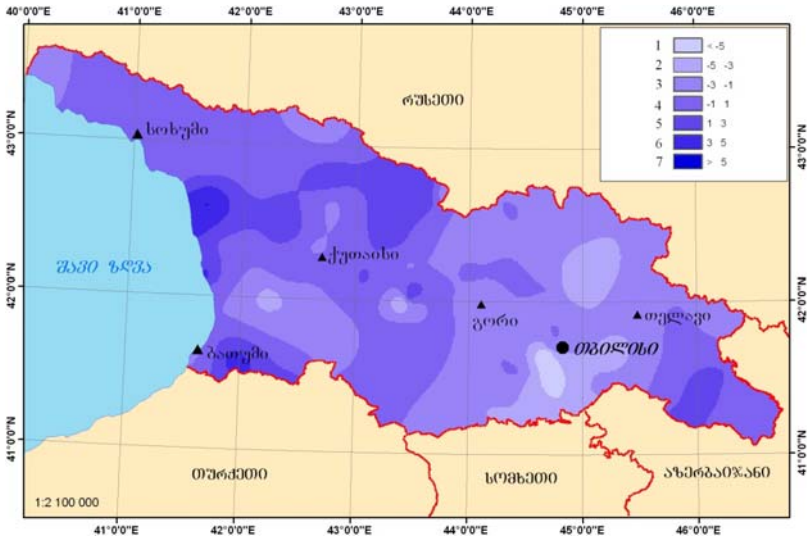 40°0'0"E 41°0'0"E 42°0'0"E 43°0'0"E 44°0'0"E 45°0'0"E 46°0'0"E
1 < -5
2 -5 -3
3 -3 -1
4 -1 1
5 1 3
6 3 5
7 > 5
რუსეთი
43°0'0"N 43°0'0"N
სოხუმი
ქუთაისი
შავი ზღვა
42°0'0"N 42°0'0"N
გორი
თელავი
თბილისი
ბათუმი
41°0'0"N 41°0'0"N
თურქეთი
სომხეთი
აზერბაიჯანი
1:2 100 000
41°0'0"E 42°0'0"E 43°0'0"E 44°0'0"E 45°0'0"E 46°0'0"E